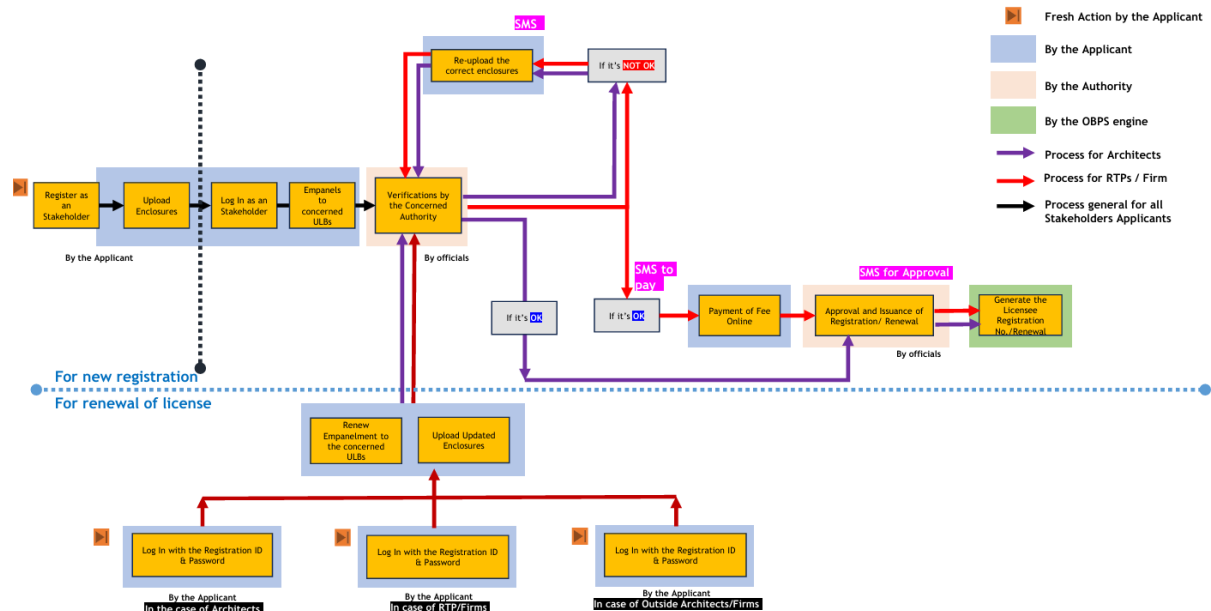 SMS
Fresh Action by the Applicant
By the Applicant
By the Authority
By the OBPS engine
Process for Architects
Process for RTPs / Firm
Process general for all
Stakeholders Applicants
Re-upload the
correct enclosures
If it's NOT OK
Register as
an
Stakeholder
Upload
Enclosures
Log In as an
Stakeholder
Empanels
to
concerned
ULBs
Verifications by
the Concerned
Authority
By the Applicant
By officials
SMS to
pay
SMS for Approval
If it's OK
If it's OK
Payment of Fee
Online
Approval and Issuance of
Registration/ Renewal
Generate the
Licensee
Registration
No./Renewal
By officials
For new registration
For renewal of license
Renew
Empanelment to
the concerned
ULBs
Upload Updated
Enclosures
Log In with the Registration ID
& Password
Log In with the Registration ID
& Password
Log In with the Registration ID
& Password
By the Applicant
In the case of Architects
By the Applicant
In case of RTP/Firms
By the Applicant
In case of Outside Architects/Firms